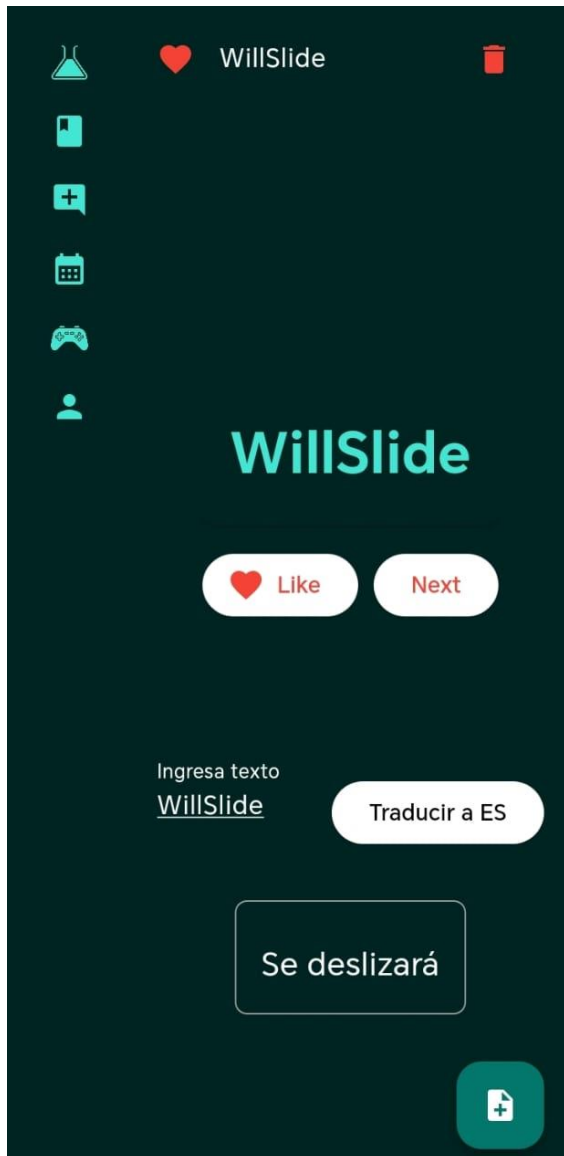 WillSlide
WillSlide
Like
Next
Ingresa texto
WillSlide
Traducir a ES
Se deslizará